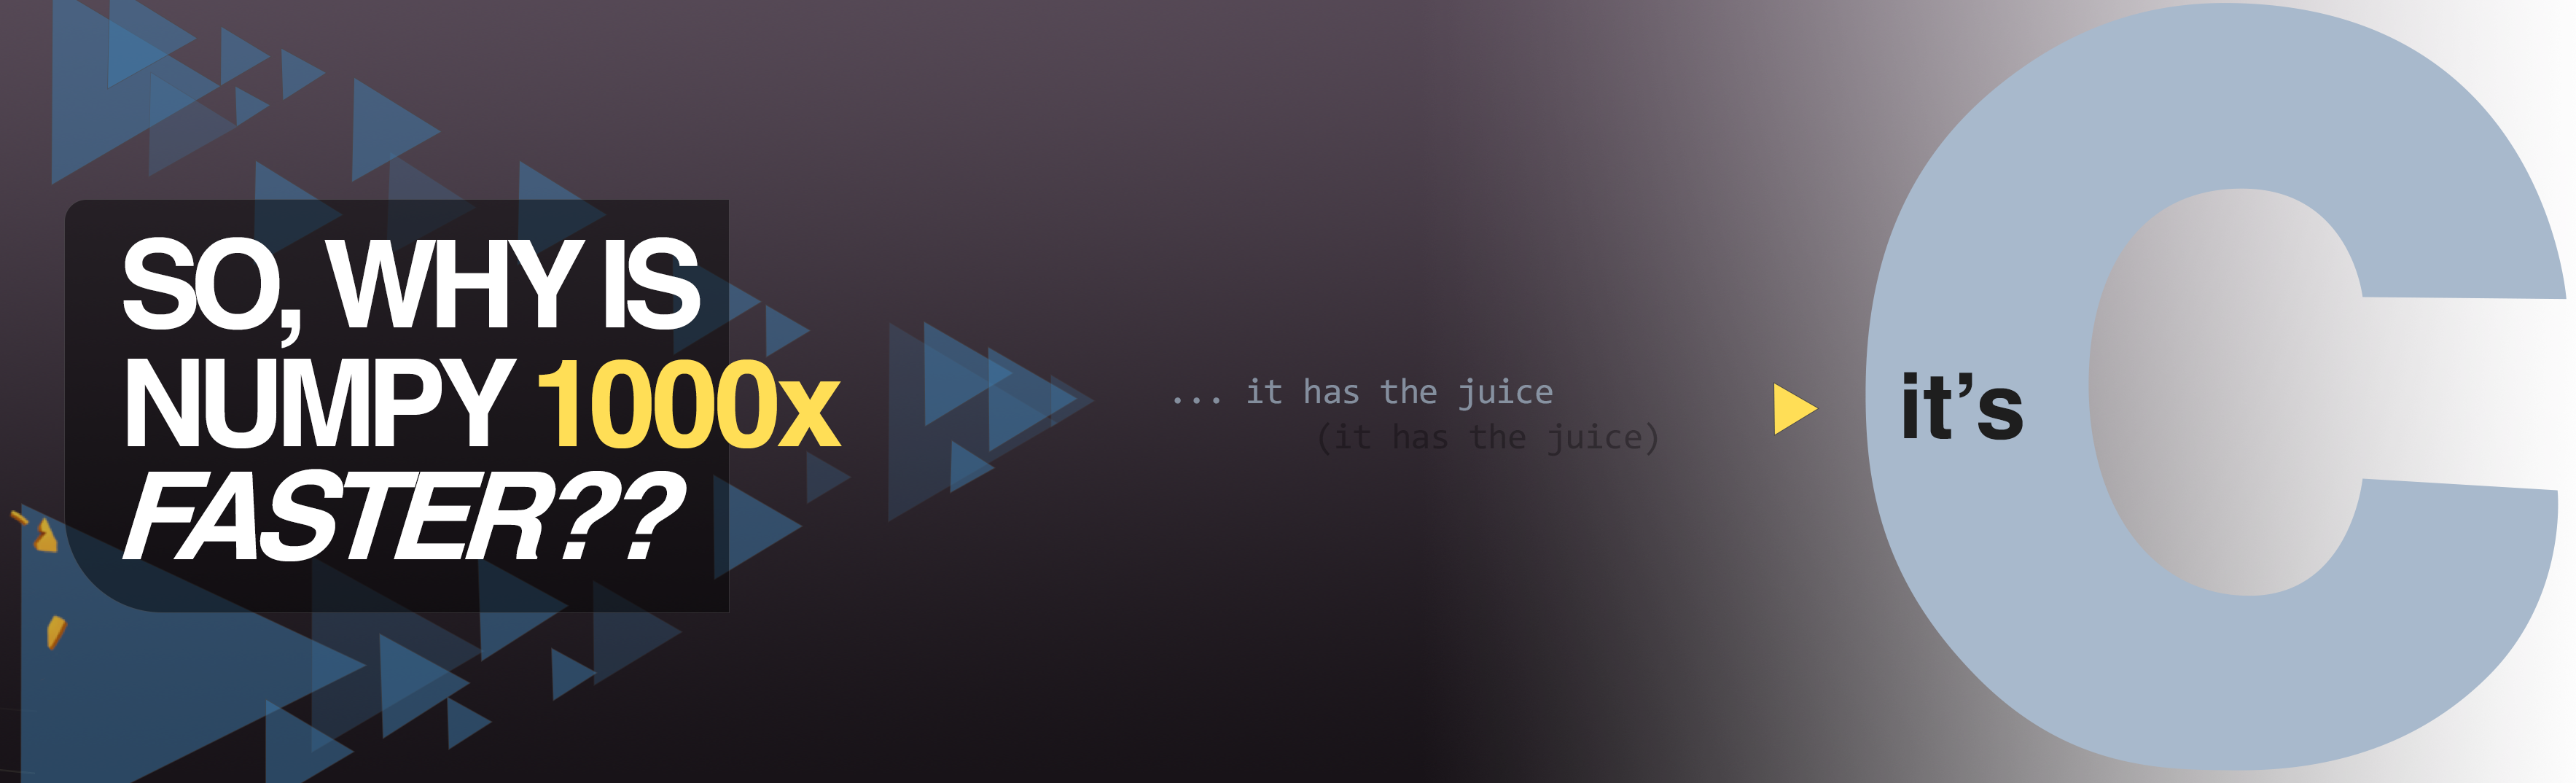 SO, WHY IS
NUMPY 1000x
FASTER??
... it has the juice
(it has the juice)
it’s
C